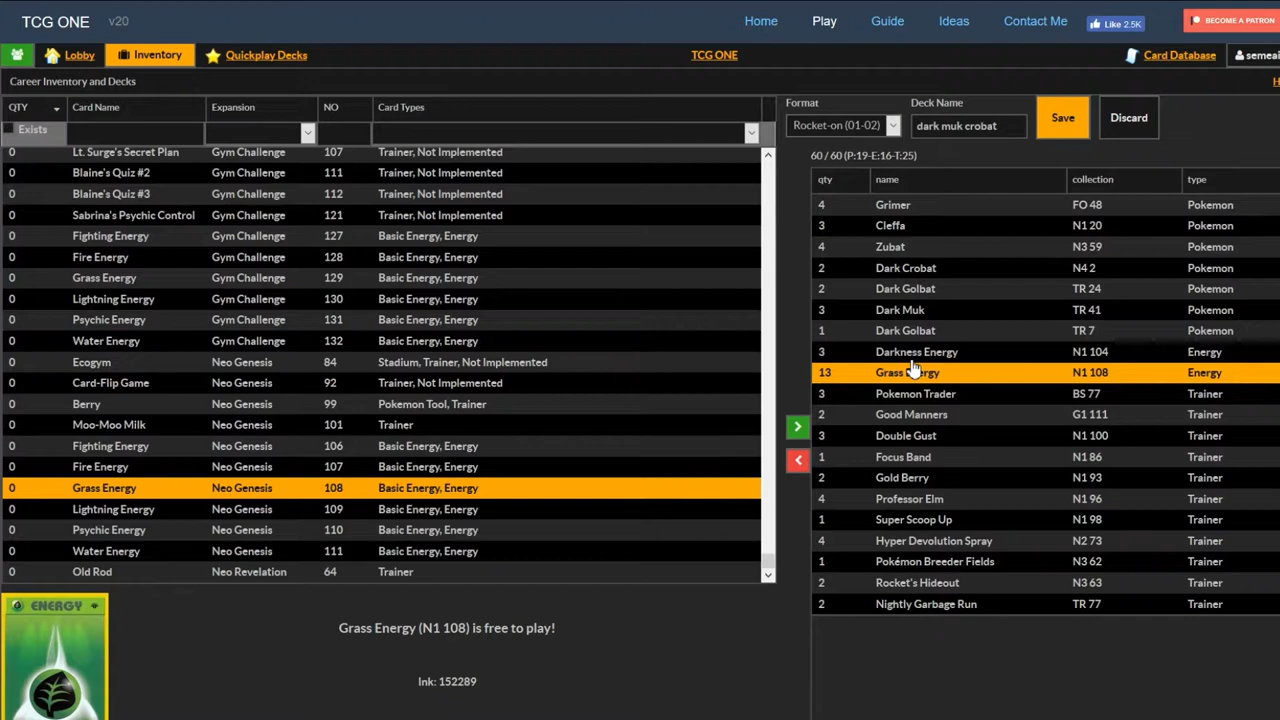 TCG ONE v20 Home Play Guide Ideas Contact Me Like 2.5K BECOME A PATRON
Lobby Inventory Quickplay Decks TCG ONE Card Database semeai
Career Inventory and Decks
QTY Card Name Expansion NO Card Types
Exists
0 Lt. Surge's Secret Plan Gym Challenge 107 Trainer, Not Implemented
0 Blaine's Quiz #2 Gym Challenge 111 Trainer, Not Implemented
0 Blaine's Quiz #3 Gym Challenge 112 Trainer, Not Implemented
0 Sabrina's Psychic Control Gym Challenge 121 Trainer, Not Implemented
0 Fighting Energy Gym Challenge 127 Basic Energy, Energy
0 Fire Energy Gym Challenge 128 Basic Energy, Energy
0 Grass Energy Gym Challenge 129 Basic Energy, Energy
0 Lightning Energy Gym Challenge 130 Basic Energy, Energy
0 Psychic Energy Gym Challenge 131 Basic Energy, Energy
0 Water Energy Gym Challenge 132 Basic Energy, Energy
0 Ecogym Neo Genesis 84 Stadium, Trainer, Not Implemented
0 Card-Flip Game Neo Genesis 92 Trainer, Not Implemented
0 Berry Neo Genesis 99 Pokemon Tool, Trainer
0 Moo-Moo Milk Neo Genesis 101 Trainer
0 Fighting Energy Neo Genesis 106 Basic Energy, Energy
0 Fire Energy Neo Genesis 107 Basic Energy, Energy
0 Grass Energy Neo Genesis 108 Basic Energy, Energy
0 Lightning Energy Neo Genesis 109 Basic Energy, Energy
0 Psychic Energy Neo Genesis 110 Basic Energy, Energy
0 Water Energy Neo Genesis 111 Basic Energy, Energy
0 Old Rod Neo Revelation 64 Trainer
ENERGY
Grass Energy (N1 108) is free to play!
Ink: 152289
Format Deck Name
Rocket-on (01-02) dark muk crobat Save Discard
60 / 60 (P:19-E:16-T:25)
qty name collection type
4 Grimer FO 48 Pokemon
3 Cleffa N1 20 Pokemon
4 Zubat N3 59 Pokemon
2 Dark Crobat N4 2 Pokemon
2 Dark Golbat TR 24 Pokemon
3 Dark Muk TR 41 Pokemon
1 Dark Golbat TR 7 Pokemon
3 Darkness Energy N1 104 Energy
13 Grass Energy N1 108 Energy
3 Pokemon Trader BS 77 Trainer
2 Good Manners G1 111 Trainer
3 Double Gust N1 100 Trainer
1 Focus Band N1 86 Trainer
2 Gold Berry N1 93 Trainer
4 Professor Elm N1 96 Trainer
1 Super Scoop Up N1 98 Trainer
4 Hyper Devolution Spray N2 73 Trainer
1 Pokémon Breeder Fields N3 62 Trainer
2 Rocket's Hideout N3 63 Trainer
2 Nightly Garbage Run TR 77 Trainer